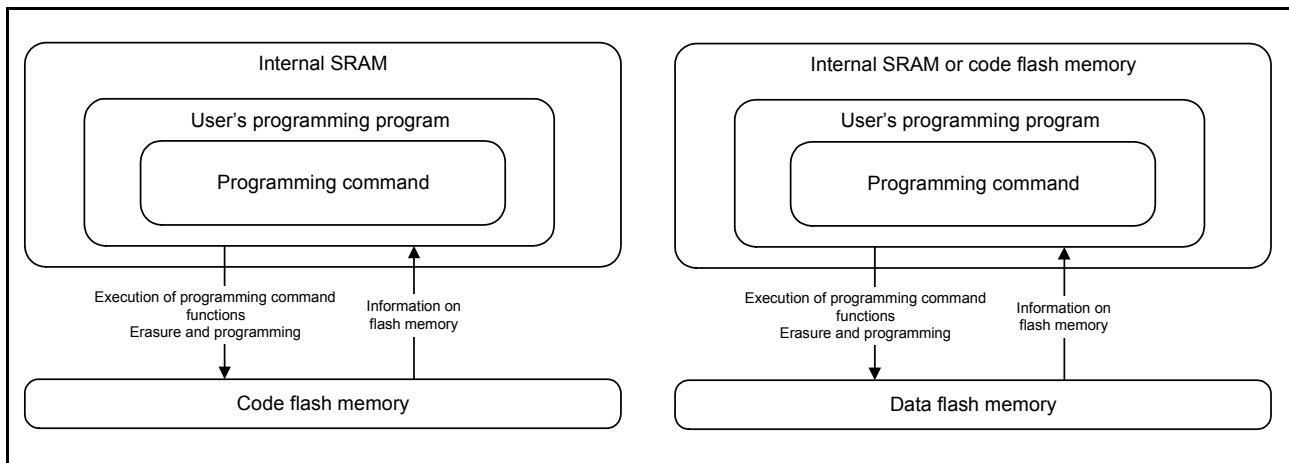 Internal SRAM
User's programming program
Programming command
Execution of programming command
functions
Erasure and programming
Information on
flash memory
Code flash memory
Internal SRAM or code flash memory
User's programming program
Programming command
Execution of programming command
functions
Erasure and programming
Information on
flash memory
Data flash memory